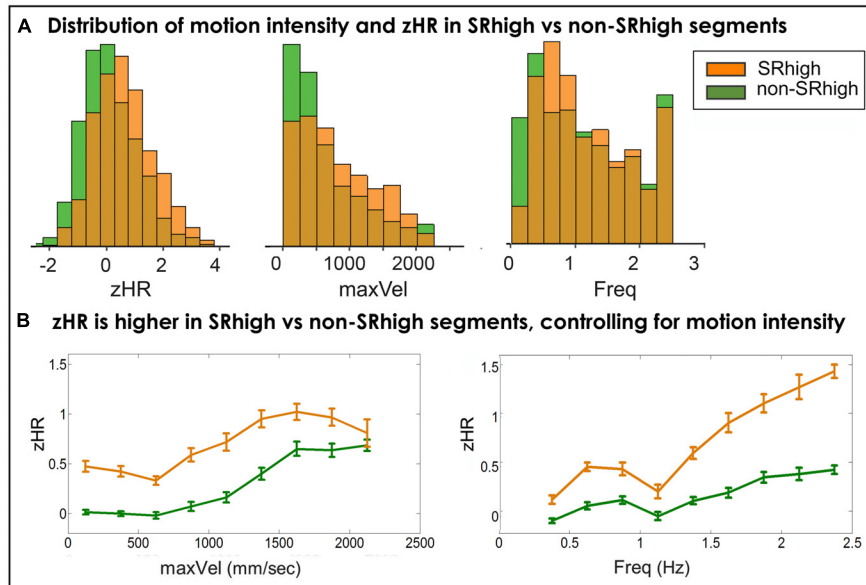 A Distribution of motion intensity and zHR in SRhigh vs non-SRhigh segments
SRhigh
non-SRhigh
-2 0 2 4
zHR
0 1000 2000
maxVel
0 1 2 3
Freq
B zHR is higher in SRhigh vs non-SRhigh segments, controlling for motion intensity
1.5
1
0.5
0
zHR
0 500 1000 1500 2000 2500
maxVel (mm/sec)
1.5
1
0.5
0
zHR
0 0.5 1 1.5 2 2.5
Freq (Hz)